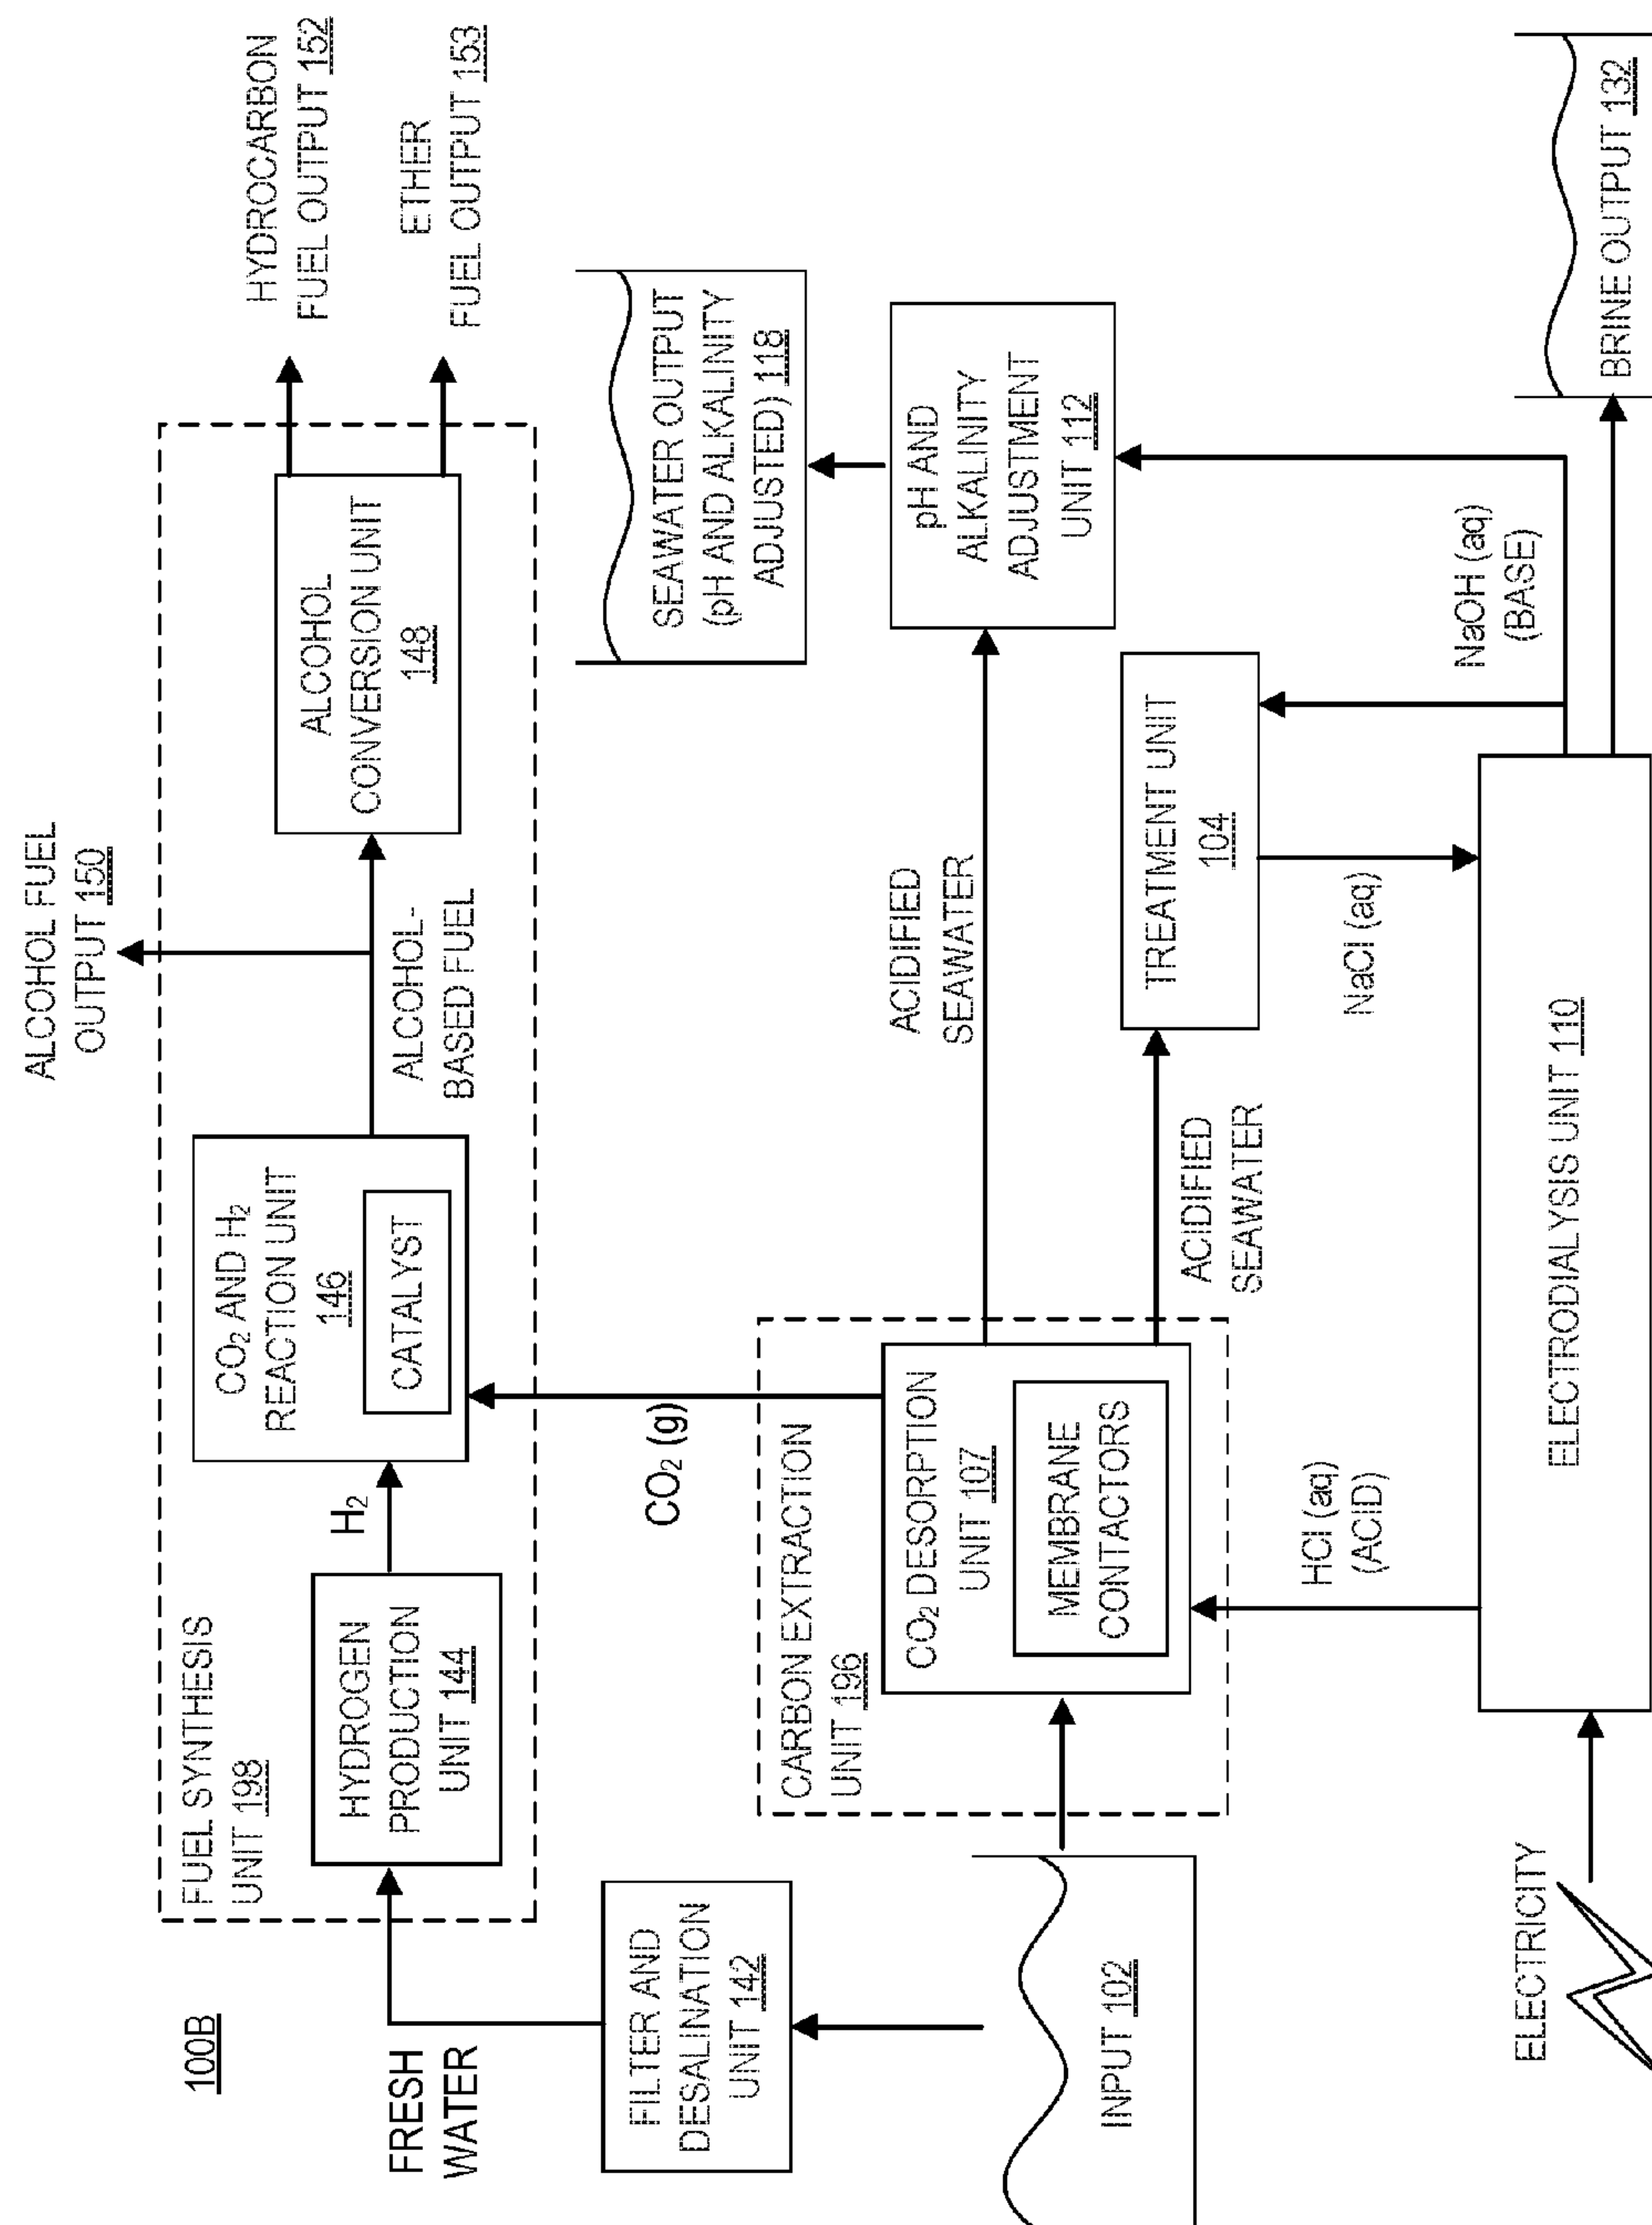 100B
FRESH
WATER
FUEL SYNTHESIS
UNIT 198
HYDROGEN
PRODUCTION
UNIT 144
H₂
CO₂ AND H₂
REACTION UNIT
146
CATALYST
ALCOHOL FUEL
OUTPUT 150
ALCOHOL-
BASED FUEL
ALCOHOL
CONVERSION UNIT
148
HYDROCARBON
FUEL OUTPUT 152
ETHER
FUEL OUTPUT 153
FILTER AND
DESALINATION
UNIT 142
CO₂ (g)
SEAWATER OUTPUT
(pH AND ALKALINITY
ADJUSTED) 118
CARBON EXTRACTION
UNIT 196
CO₂ DESORPTION
UNIT 107
MEMBRANE
CONTACTORS
ACIDIFIED
SEAWATER
pH AND
ALKALINITY
ADJUSTMENT
UNIT 112
INPUT 102
ACIDIFIED
SEAWATER
TREATMENT UNIT
104
HCl (aq)
(ACID)
NaCl (aq)
NaOH (aq)
(BASE)
ELECTRICITY
ELECTRODIALYSIS UNIT 110
BRINE OUTPUT 132